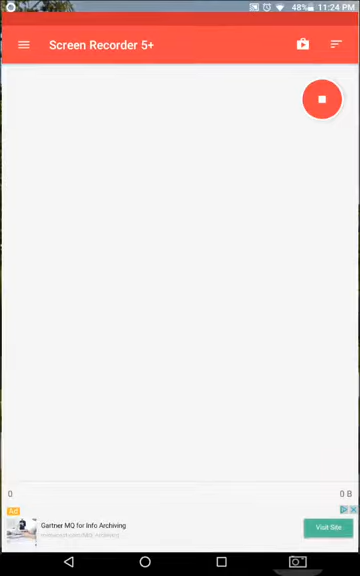 48% 11:24 PM
Screen Recorder 5+
0 0 B
Ad
Gartner MQ for Info Archiving
Visit Site